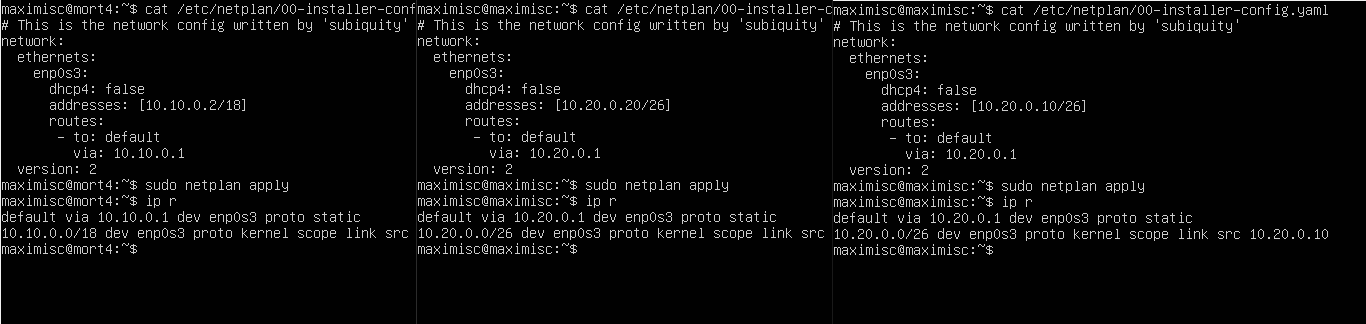 maximisc@mort4:~$ cat /etc/netplan/00-installer-conf
# This is the network config written by 'subiquity'
network:
  ethernets:
    enp0s3:
      dhcp4: false
      addresses: [10.10.0.2/18]
      routes:
       - to: default
         via: 10.10.0.1
  version: 2
maximisc@mort4:~$ sudo netplan apply
maximisc@mort4:~$ ip r
default via 10.10.0.1 dev enp0s3 proto static
10.10.0.0/18 dev enp0s3 proto kernel scope link src
maximisc@mort4:~$
maximisc@maximisc:~$ cat /etc/netplan/00-installer-c
# This is the network config written by 'subiquity'
network:
  ethernets:
    enp0s3:
      dhcp4: false
      addresses: [10.20.0.20/26]
      routes:
       - to: default
         via: 10.20.0.1
  version: 2
maximisc@maximisc:~$ sudo netplan apply
maximisc@maximisc:~$ ip r
default via 10.20.0.1 dev enp0s3 proto static
10.20.0.0/26 dev enp0s3 proto kernel scope link src
maximisc@maximisc:~$
maximisc@maximisc:~$ cat /etc/netplan/00-installer-config.yaml
# This is the network config written by 'subiquity'
network:
  ethernets:
    enp0s3:
      dhcp4: false
      addresses: [10.20.0.10/26]
      routes:
       - to: default
         via: 10.20.0.1
  version: 2
maximisc@maximisc:~$ sudo netplan apply
maximisc@maximisc:~$ ip r
default via 10.20.0.1 dev enp0s3 proto static
10.20.0.0/26 dev enp0s3 proto kernel scope link src 10.20.0.10
maximisc@maximisc:~$